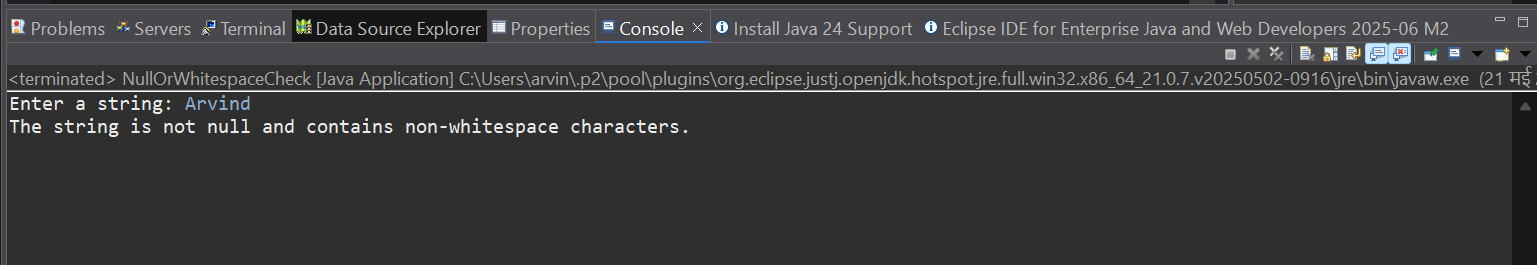 Problems Servers Terminal Data Source Explorer Properties Console Install Java 24 Support Eclipse IDE for Enterprise Java and Web Developers 2025-06 M2
<terminated> NullOrWhitespaceCheck [Java Application] C:\Users\arvin\.p2\pool\plugins\org.eclipse.justj.openjdk.hotspot.jre.full.win32.x86_64_21.0.7.v20250502-0916\jre\bin\javaw.exe (21 मई
Enter a string: Arvind
The string is not null and contains non-whitespace characters.